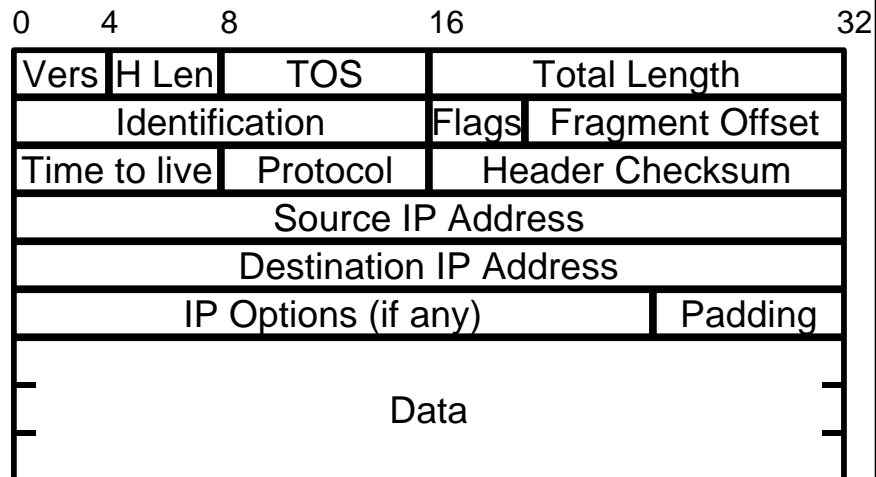 0 4 8 16 32
Vers H Len TOS Total Length
Identification Flags Fragment Offset
Time to live Protocol Header Checksum
Source IP Address
Destination IP Address
IP Options (if any) Padding
Data